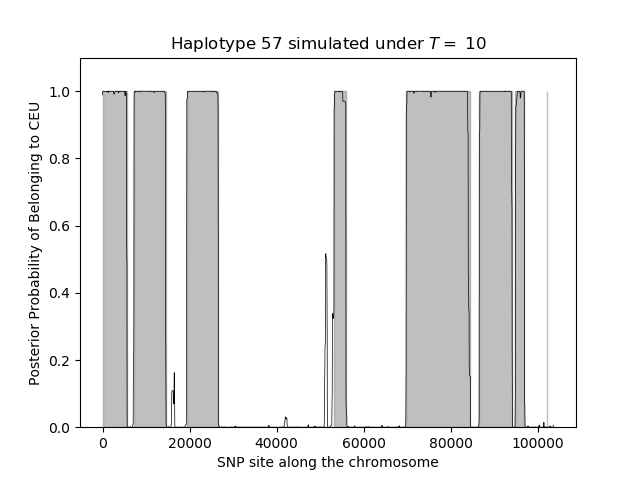 Haplotype 57 simulated under T = 10
Posterior Probability of Belonging to CEU
1.0
0.8
0.6
0.4
0.2
0.0
0 20000 40000 60000 80000 100000
SNP site along the chromosome